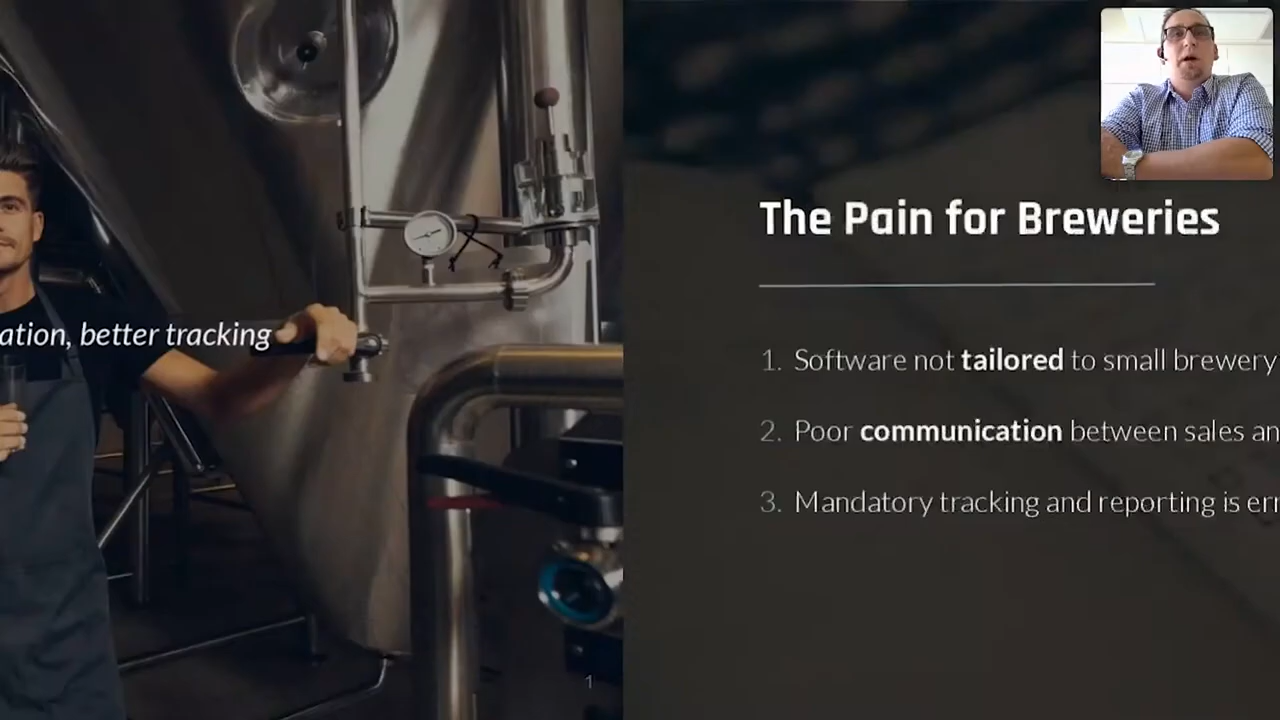 ation, better tracking
1
The Pain for Breweries
1. Software not tailored to small brewery
2. Poor communication between sales an
3. Mandatory tracking and reporting is err